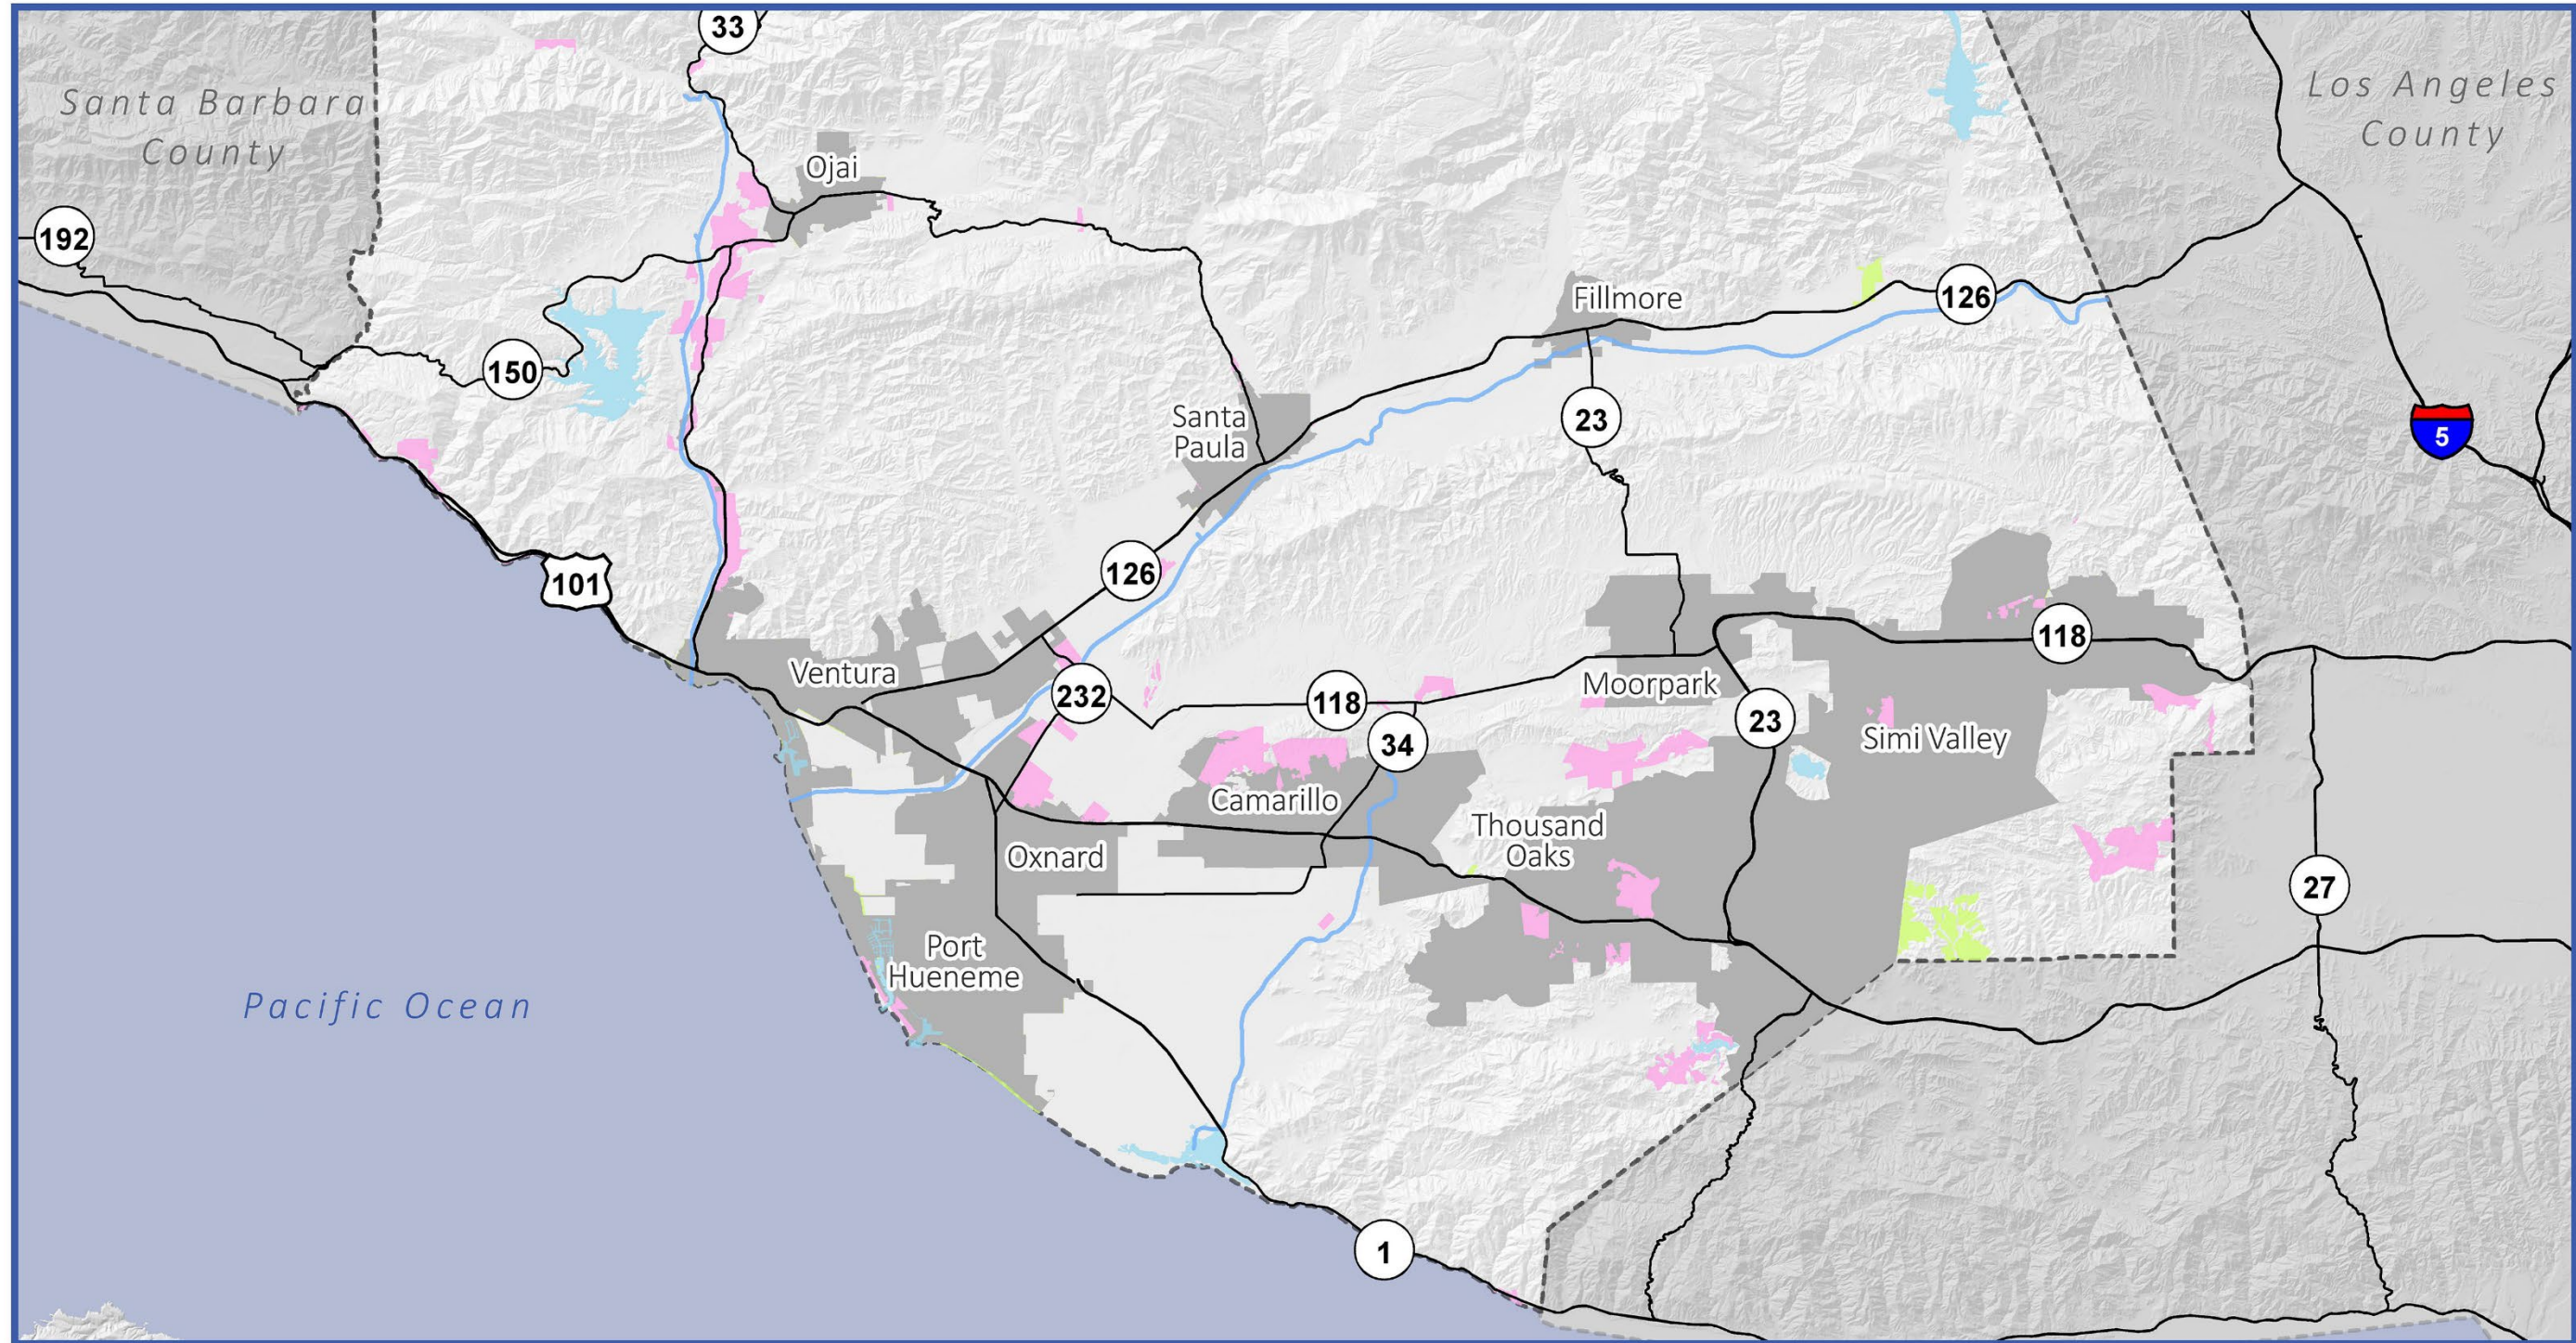 33
Santa Barbara
County
Los Angeles
County
Ojai
192
126
Fillmore
150
Santa
Paula
23
5
126
101
118
Ventura
232
118
Moorpark
34
23
Simi Valley
Camarillo
Thousand
Oaks
Oxnard
27
Port
Hueneme
Pacific Ocean
1